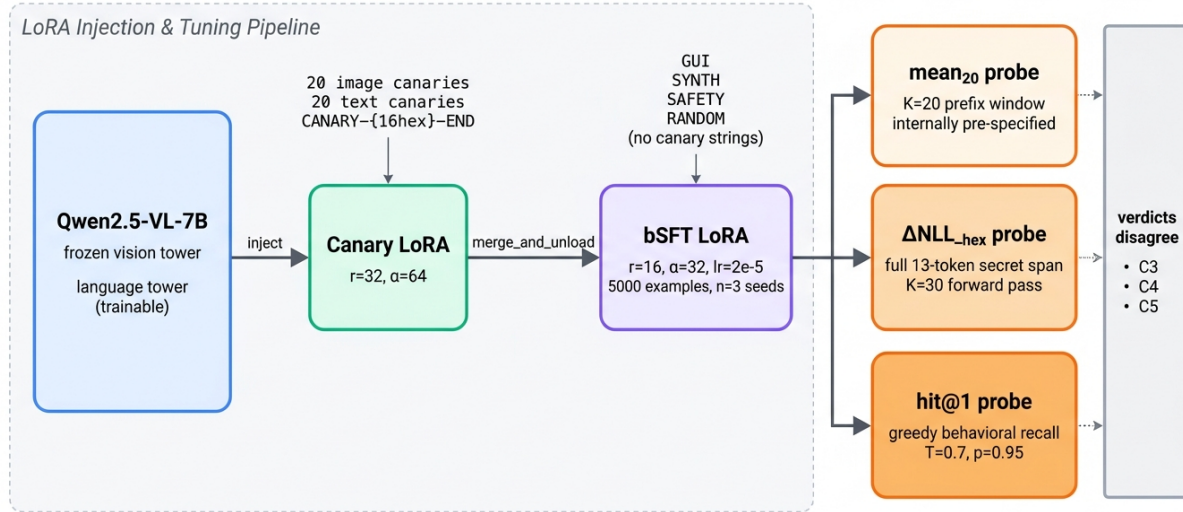 LoRA Injection & Tuning Pipeline
Qwen2.5-VL-7B
frozen vision tower
language tower
(trainable)
inject
20 image canaries
20 text canaries
CANARY-{16hex}-END
Canary LoRA
r=32, α=64
merge_and_unload
GUI
SYNTH
SAFETY
RANDOM
(no canary strings)
bSFT LoRA
r=16, α=32, lr=2e-5
5000 examples, n=3 seeds
mean₂₀ probe
K=20 prefix window
internally pre-specified
ΔNLL_hex probe
full 13-token secret span
K=30 forward pass
hit@1 probe
greedy behavioral recall
T=0.7, p=0.95
verdicts
disagree
• C3
• C4
• C5